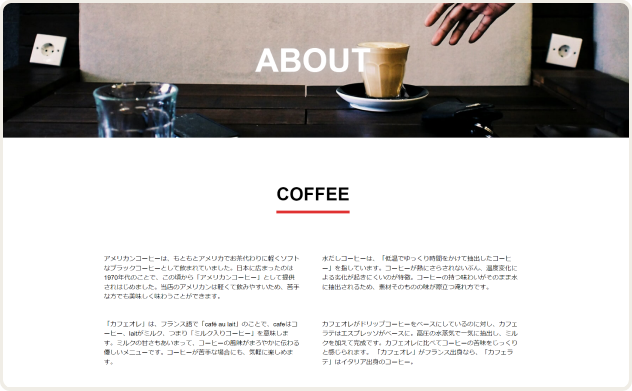 ABOUT
COFFEE
アメリカンコーヒーは、もともとアメリカでお茶代わりに軽くソフト
なブラックコーヒーとして飲まれていました。日本に広まったのは
1970年代のことで、この頃から「アメリカンコーヒー」として提供
されはじめました。当店のアメリカンは軽くて飲みやすいため、苦手
な方でも美味しく味わうことができます。
水だしコーヒーは、「低温でゆっくり時間をかけて抽出したコーヒ
ー」を指しています。コーヒーが熱にさらされないぶん、温度変化に
よる劣化が起きにくいのが特徴。コーヒーの持つ味わいがそのまま水
に抽出されるため、素材そのものの味が際立つ淹れ方です。
「カフェオレ」は、フランス語で「café au lait」のことで、cafeはコ
ーヒー、laitがミルク、つまり「ミルク入りコーヒー」を意味しま
す。ミルクの甘さもあいまって、コーヒーの風味がまろやかに伝わる
優しいメニューです。コーヒーが苦手な場合にも、気軽に楽しめま
す。
カフェオレがドリップコーヒーをベースにしているのに対し、カフェ
ラテはエスプレッソがベースに。高圧の水蒸気で一気に抽出し、ミル
クを加えて完成です。カフェオレに比べてコーヒーの苦味をじっくり
と感じられます。「カフェオレ」がフランス出身なら、「カフェラ
テ」はイタリア出身のコーヒー。